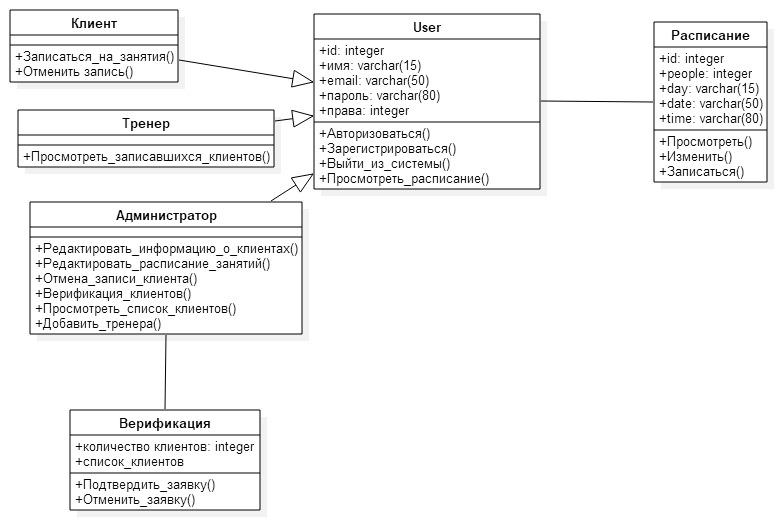 Клиент
+Записаться_на_занятия()
+Отменить запись()
Тренер
+Просмотреть_записавшихся_клиентов()
User
+id: integer
+имя: varchar(15)
+email: varchar(50)
+пароль: varchar(80)
+права: integer
+Авторизоваться()
+Зарегистрироваться()
+Выйти_из_системы()
+Просмотреть_расписание()
Расписание
+id: integer
+people: integer
+day: varchar(15)
+date: varchar(50)
+time: varchar(80)
+Просмотреть()
+Изменить()
+Записаться()
Администратор
+Редактировать_информацию_о_клиентах()
+Редактировать_расписание_занятий()
+Отмена_записи_клиента()
+Верификация_клиентов()
+Просмотреть_список_клиентов()
+Добавить_тренера()
Верификация
+количество клиентов: integer
+список_клиентов
+Подтвердить_заявку()
+Отменить_заявку()